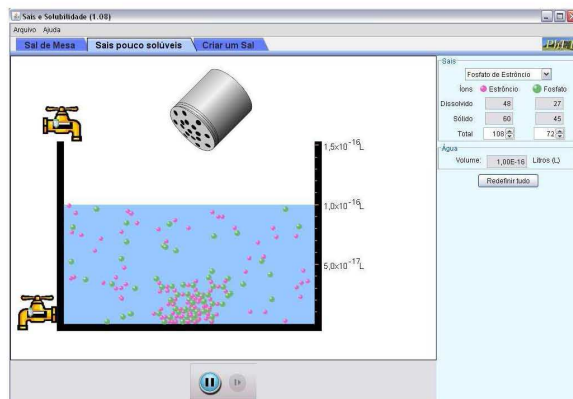 Sais e Solubilidade (1.08)
Arquivo Ajuda
Sal de Mesa Sais pouco solúveis Criar um Sal
PhET
Sais
Fosfato de Estrôncio
Íons Estrôncio Fosfato
Dissolvido 48 27
Sólido 60 45
Total 108 72
Água
Volume: 1,00E-16 Litros (L)
Redefinir tudo
1,5x10⁻¹⁶L
1,0x10⁻¹⁶L
5,0x10⁻¹⁷L